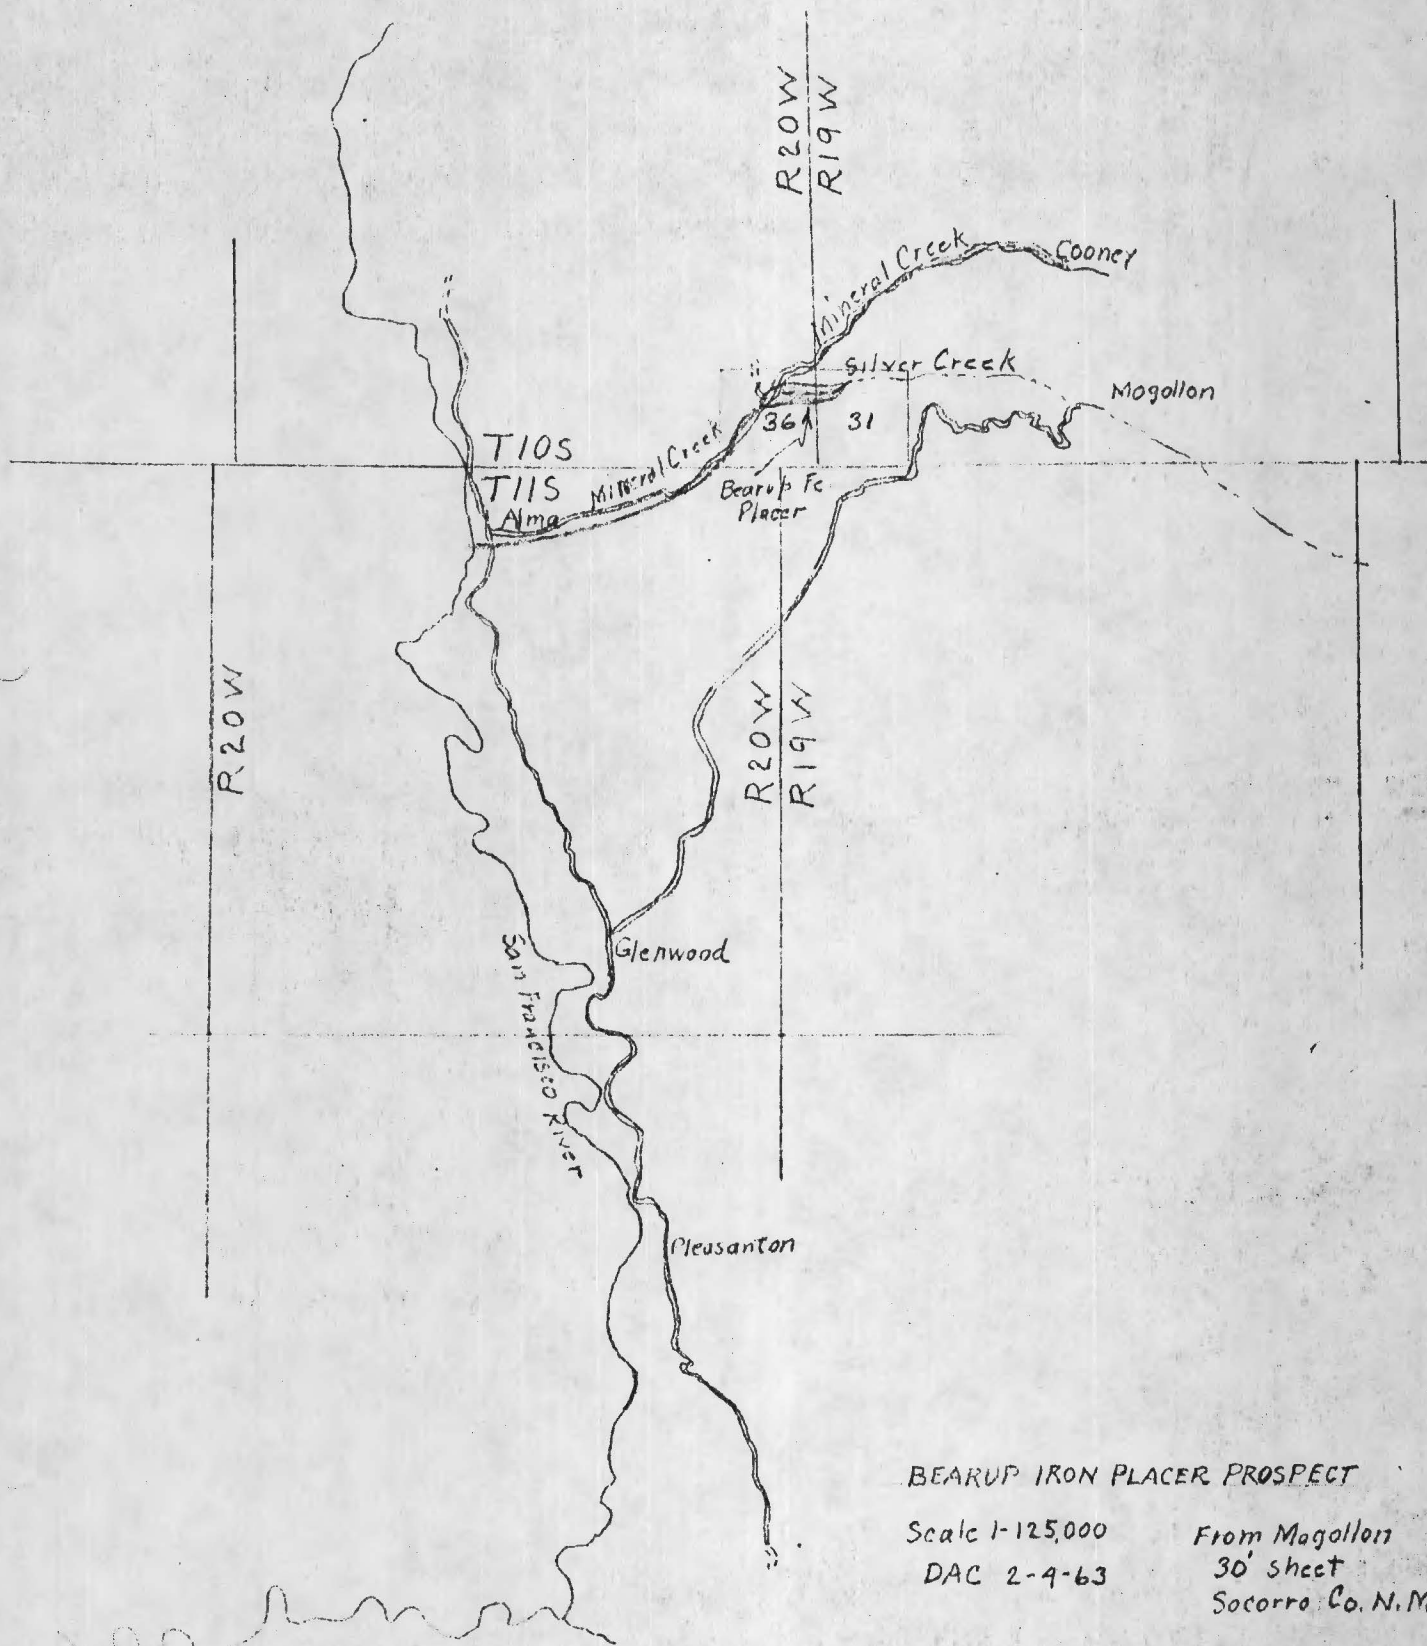 R20W
R19W
Mineral Creek
Cooney
Silver Creek
Mogollon
36
31
T10S
T11S
Mineral Creek
Alma
Bearup Fe
Placer
R20W
R20W
R19W
Glenwood
San Francisco River
Pleasanton
BEARUP IRON PLACER PROSPECT
Scale 1-125,000
DAC 2-9-63
From Mogollon
30' sheet
Socorro Co. N.M